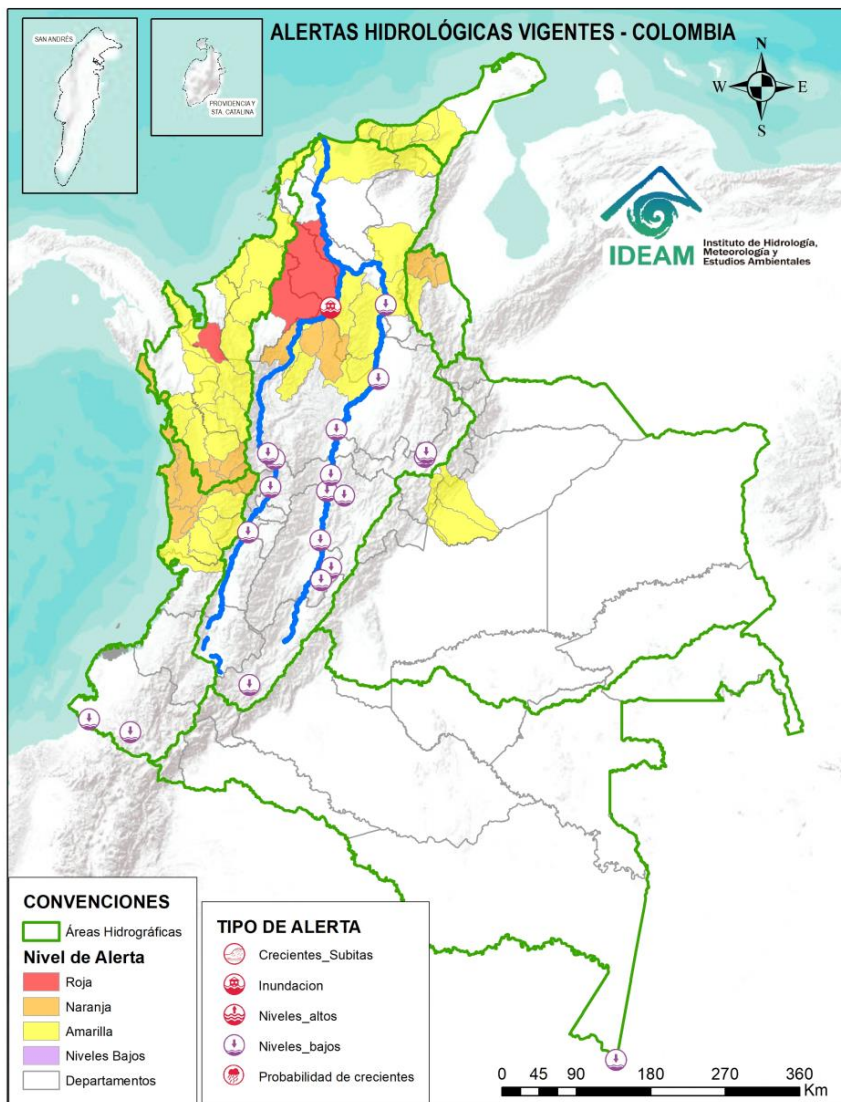 ALERTAS HIDROLÓGICAS VIGENTES - COLOMBIA
SAN ANDRÉS
PROVIDENCIA Y
STA. CATALINA
N
W
E
S
IDEAM
Instituto de Hidrología,
Meteorología y
Estudios Ambientales
CONVENCIONES
Áreas Hidrográficas
Nivel de Alerta
Roja
Naranja
Amarilla
Niveles Bajos
Departamentos
TIPO DE ALERTA
Crecientes_Subitas
Inundacion
Niveles_altos
Niveles_bajos
Probabilidad de crecientes
0 45 90 180 270 360
Km